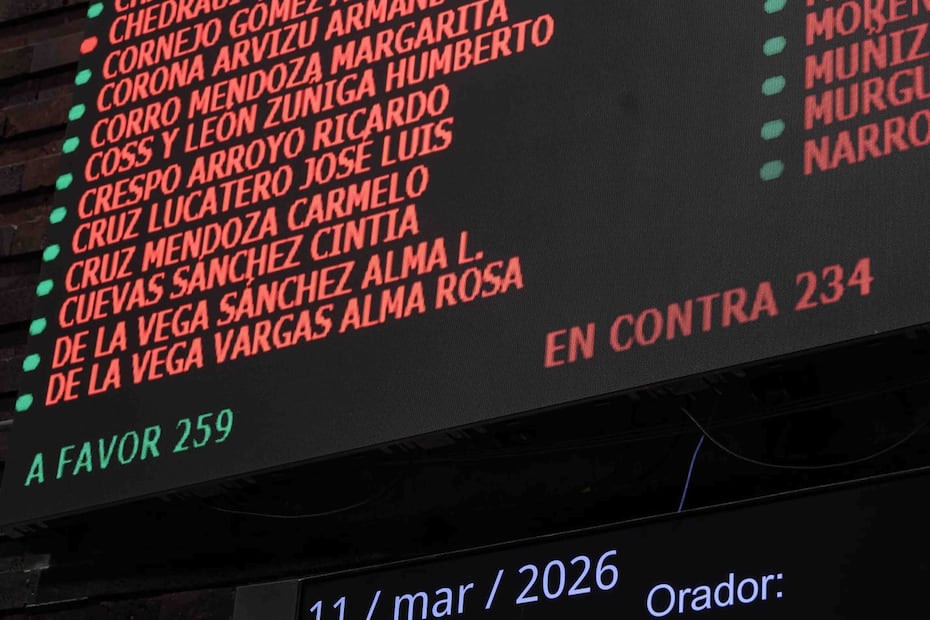 CORNEJO GÓMEZ
CORONA ARVIZU ARMANDO
CORRO MENDOZA MARGARITA
COSS Y LEÓN ZUÑIGA HUMBERTO
CRESPO ARROYO RICARDO
CRUZ LUCATERO JOSÉ LUIS
CRUZ MENDOZA CARMELO
CUEVAS SÁNCHEZ CINTIA
DE LA VEGA SÁNCHEZ ALMA L.
DE LA VEGA VARGAS ALMA ROSA
A FAVOR 259
MUÑIZ
NARRO
EN CONTRA 234
11 / mar / 2026
Orador: